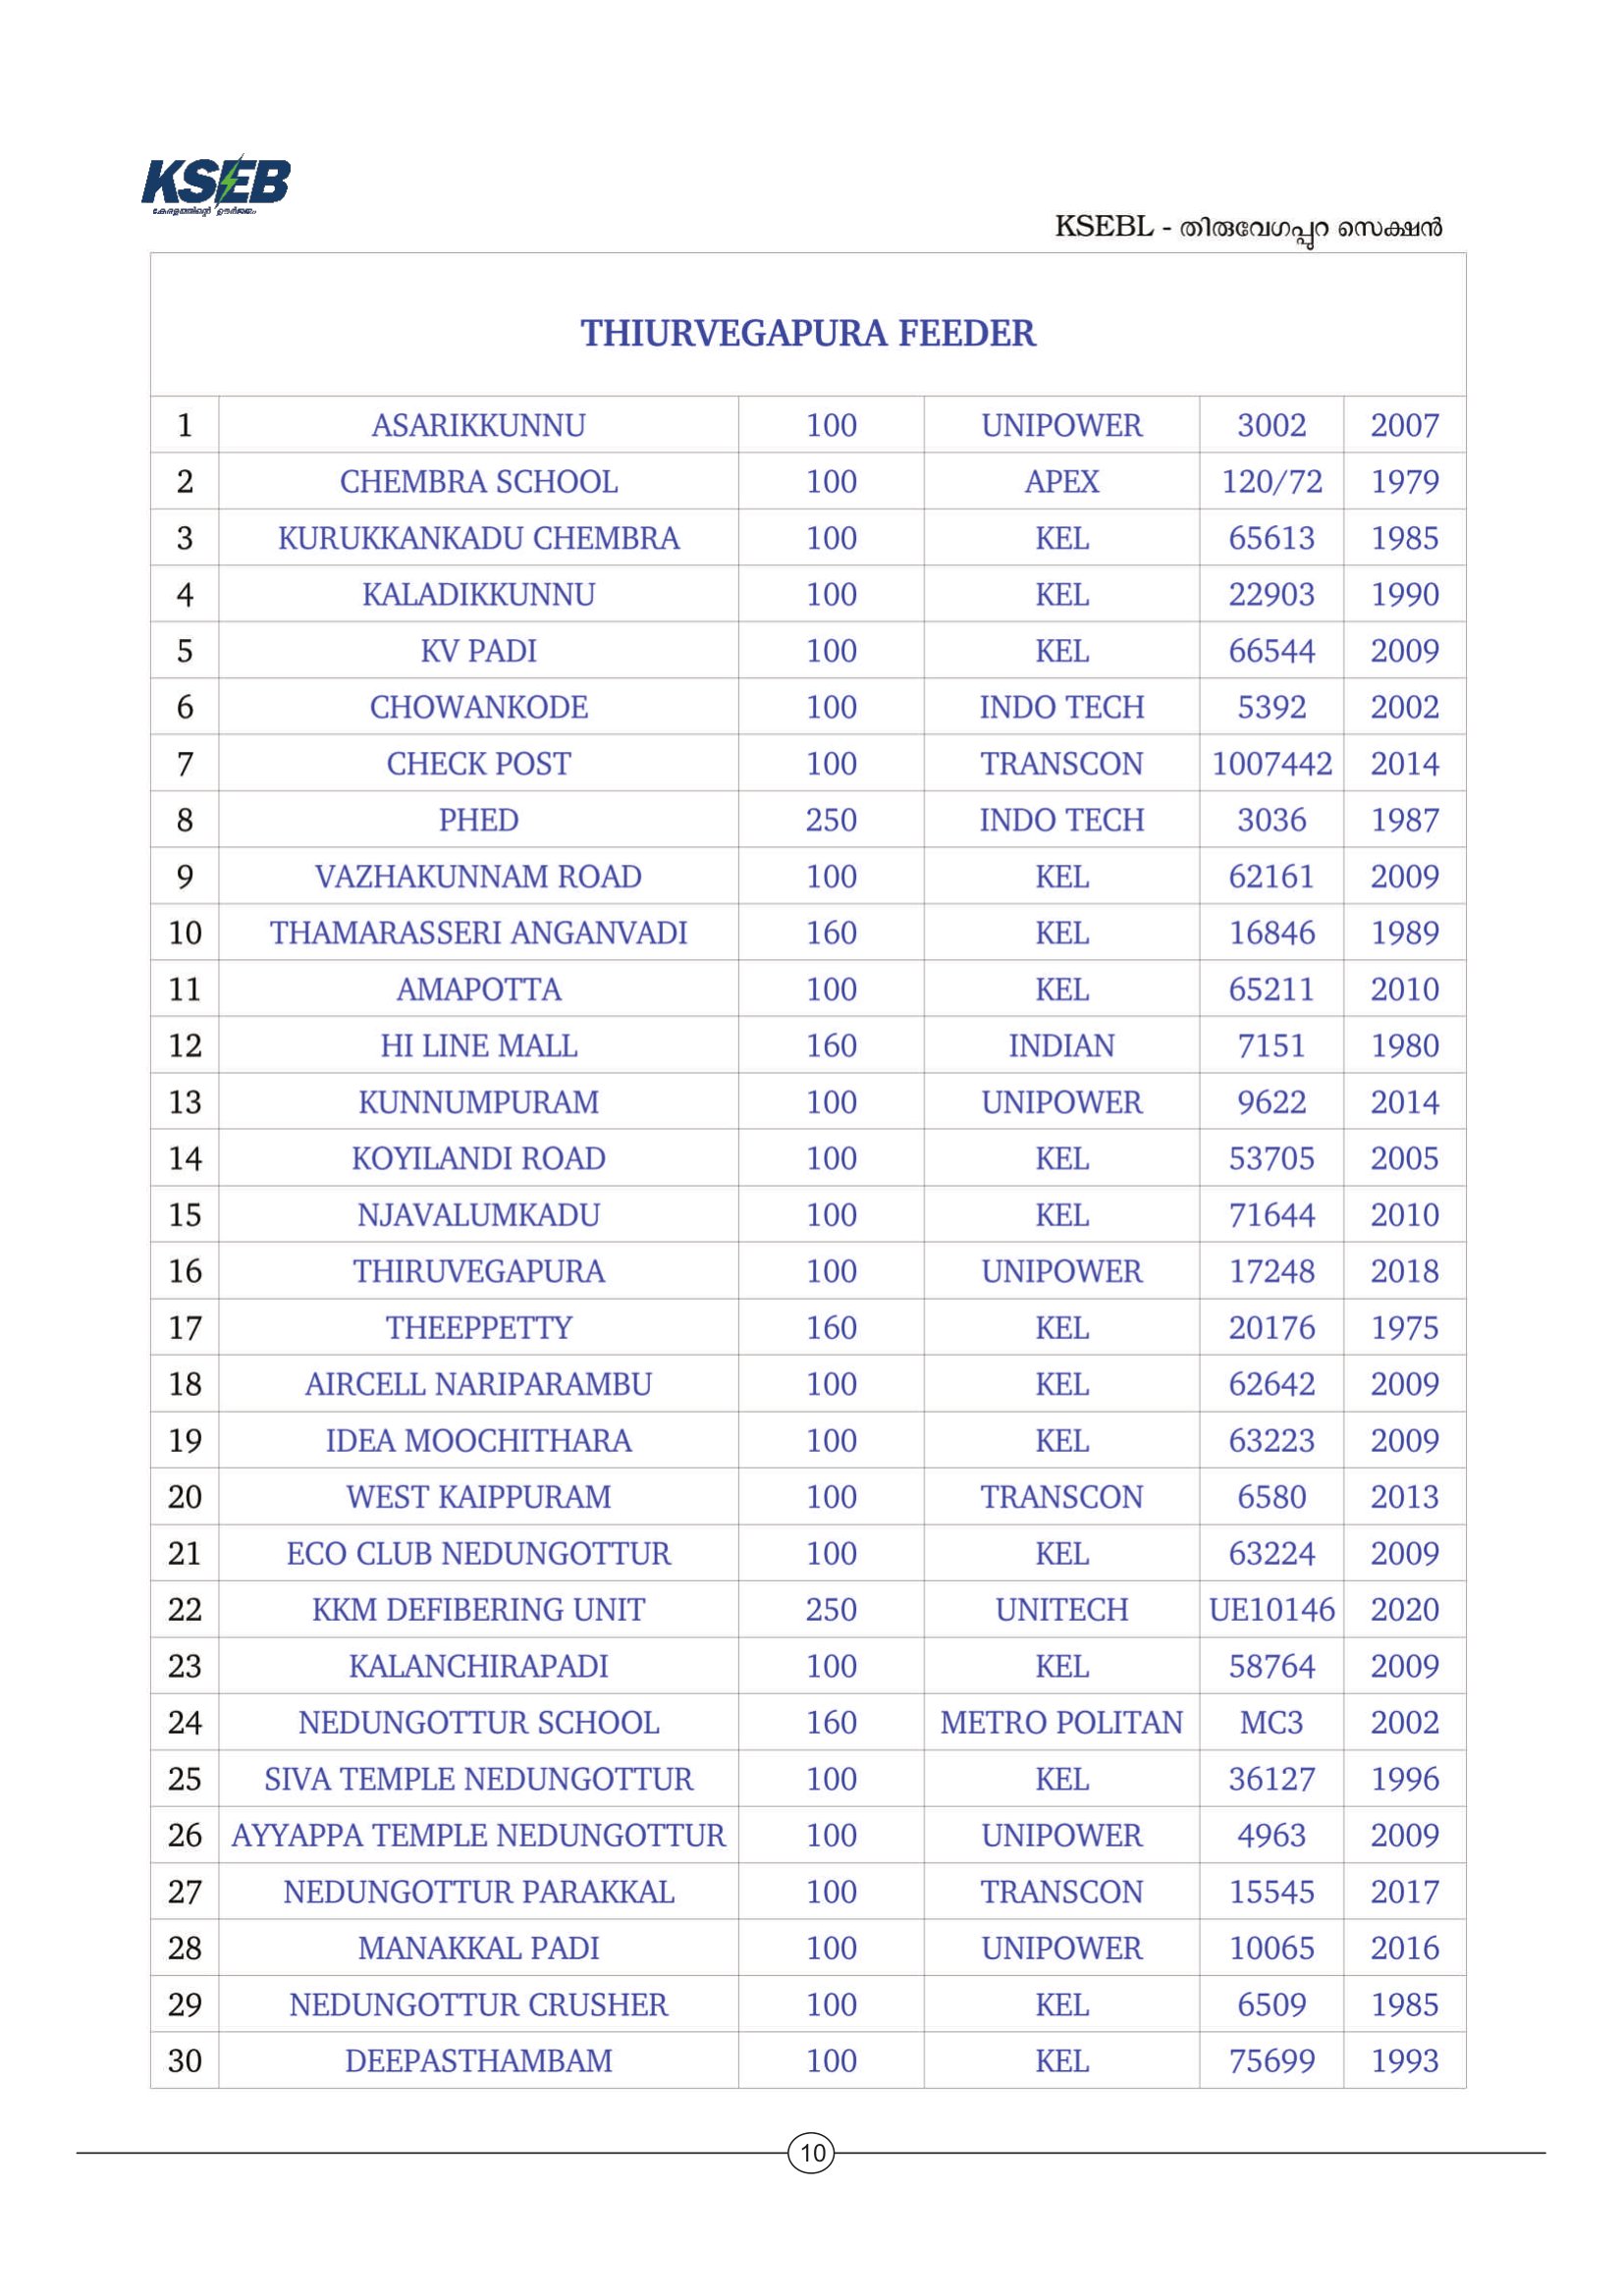 KSEB
കേരളത്തിന്റെ ഊർജ്ജം
KSEBL - തിരുവേഗപ്പുറ സെക്ഷൻ
THIURVEGAPURA FEEDER
1 ASARIKKUNNU 100 UNIPOWER 3002 2007
2 CHEMBRA SCHOOL 100 APEX 120/72 1979
3 KURUKKANKADU CHEMBRA 100 KEL 65613 1985
4 KALADIKKUNNU 100 KEL 22903 1990
5 KV PADI 100 KEL 66544 2009
6 CHOWANKODE 100 INDO TECH 5392 2002
7 CHECK POST 100 TRANSCON 1007442 2014
8 PHED 250 INDO TECH 3036 1987
9 VAZHAKUNNAM ROAD 100 KEL 62161 2009
10 THAMARASSERI ANGANVADI 160 KEL 16846 1989
11 AMAPOTTA 100 KEL 65211 2010
12 HI LINE MALL 160 INDIAN 7151 1980
13 KUNNUMPURAM 100 UNIPOWER 9622 2014
14 KOYILANDI ROAD 100 KEL 53705 2005
15 NJAVALUMKADU 100 KEL 71644 2010
16 THIRUVEGAPURA 100 UNIPOWER 17248 2018
17 THEEPPETTY 160 KEL 20176 1975
18 AIRCELL NARIPARAMBU 100 KEL 62642 2009
19 IDEA MOOCHITHARA 100 KEL 63223 2009
20 WEST KAIPPURAM 100 TRANSCON 6580 2013
21 ECO CLUB NEDUNGOTTUR 100 KEL 63224 2009
22 KKM DEFIBERING UNIT 250 UNITECH UE10146 2020
23 KALANCHIRAPADI 100 KEL 58764 2009
24 NEDUNGOTTUR SCHOOL 160 METRO POLITAN MC3 2002
25 SIVA TEMPLE NEDUNGOTTUR 100 KEL 36127 1996
26 AYYAPPA TEMPLE NEDUNGOTTUR 100 UNIPOWER 4963 2009
27 NEDUNGOTTUR PARAKKAL 100 TRANSCON 15545 2017
28 MANAKKAL PADI 100 UNIPOWER 10065 2016
29 NEDUNGOTTUR CRUSHER 100 KEL 6509 1985
30 DEEPASTHAMBAM 100 KEL 75699 1993
10